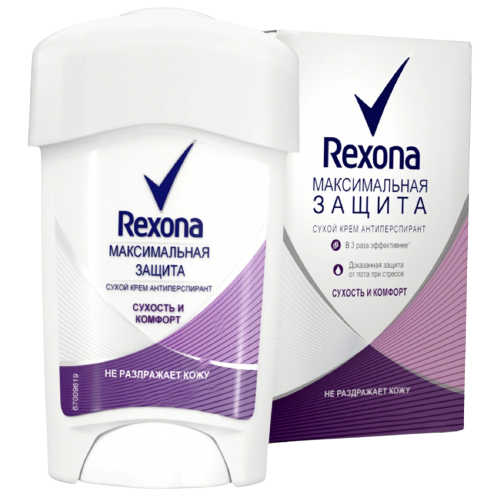 Rexona
МАКСИМАЛЬНАЯ
ЗАЩИТА
СУХОЙ КРЕМ АНТИПЕРСПИРАНТ
СУХОСТЬ И
КОМФОРТ
НЕ РАЗДРАЖАЕТ КОЖУ
67009619
Rexona
МАКСИМАЛЬНАЯ
ЗАЩИТА
СУХОЙ КРЕМ АНТИПЕРСПИРАНТ
В 3 раза эффективнее*
Доказанная защита
от пота при стрессе
СУХОСТЬ И КОМФОРТ
НЕ РАЗДРАЖАЕТ КОЖУ